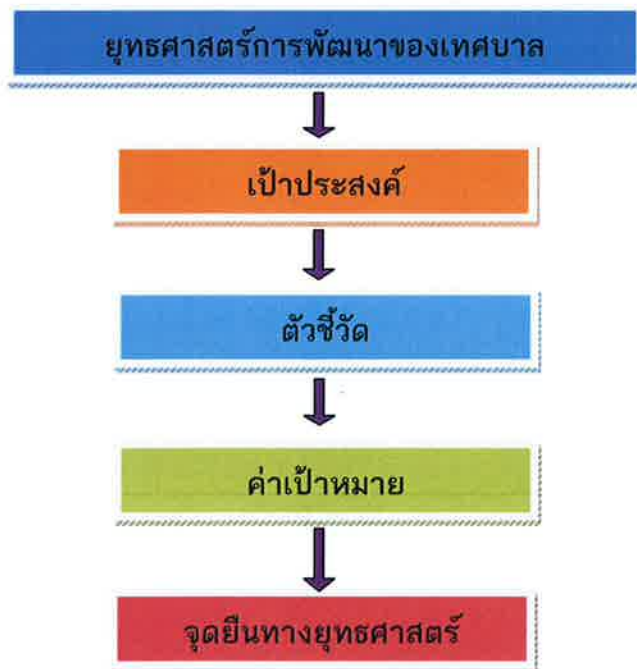 ยุทธศาสตร์การพัฒนาของเทศบาล
เป้าประสงค์
ตัวชี้วัด
ค่าเป้าหมาย
จุดยืนทางยุทธศาสตร์